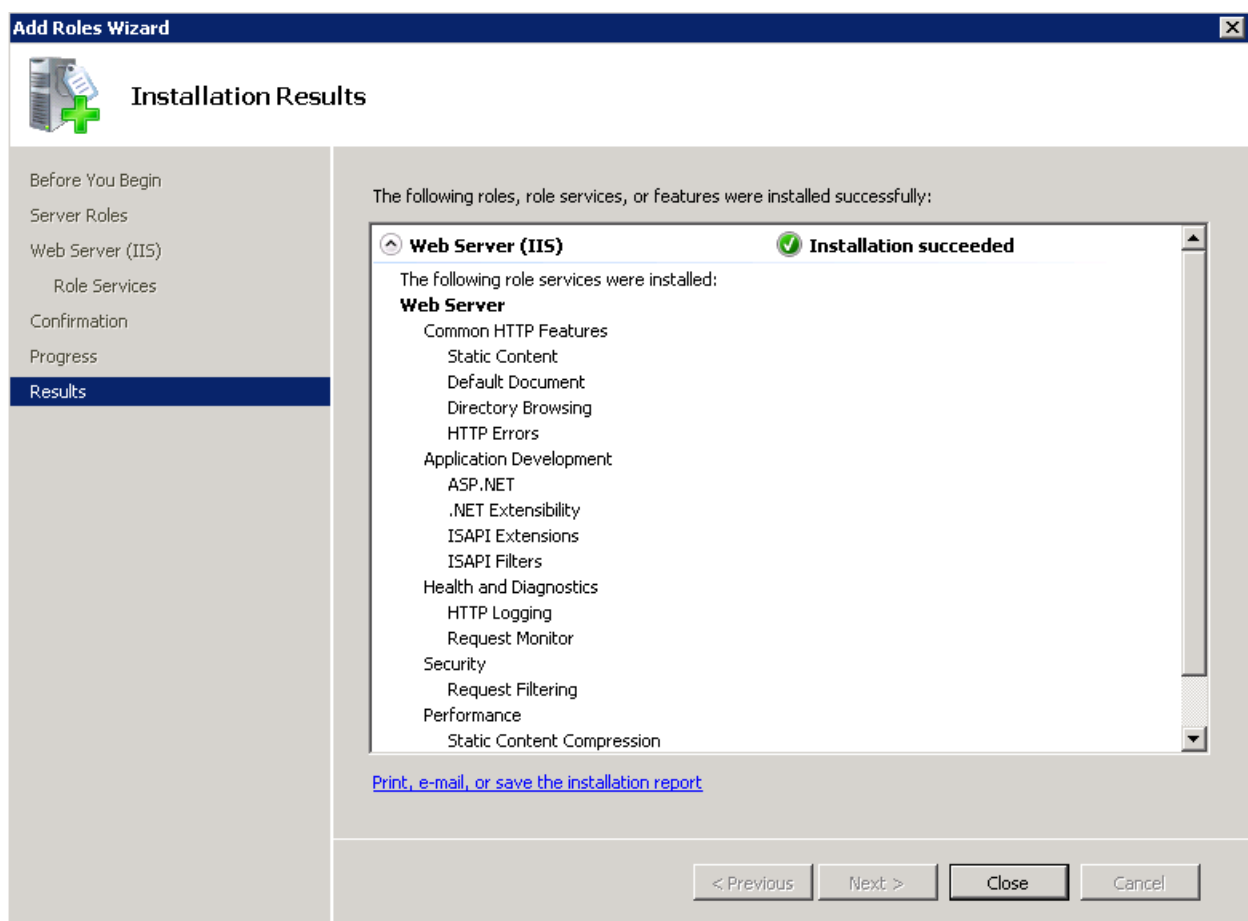 Add Roles Wizard
Installation Results
Before You Begin
Server Roles
Web Server (IIS)
Role Services
Confirmation
Progress
Results
The following roles, role services, or features were installed successfully:
Web Server (IIS) Installation succeeded
The following role services were installed:
Web Server
Common HTTP Features
Static Content
Default Document
Directory Browsing
HTTP Errors
Application Development
ASP.NET
.NET Extensibility
ISAPI Extensions
ISAPI Filters
Health and Diagnostics
HTTP Logging
Request Monitor
Security
Request Filtering
Performance
Static Content Compression
Print, e-mail, or save the installation report
< Previous Next > Close Cancel